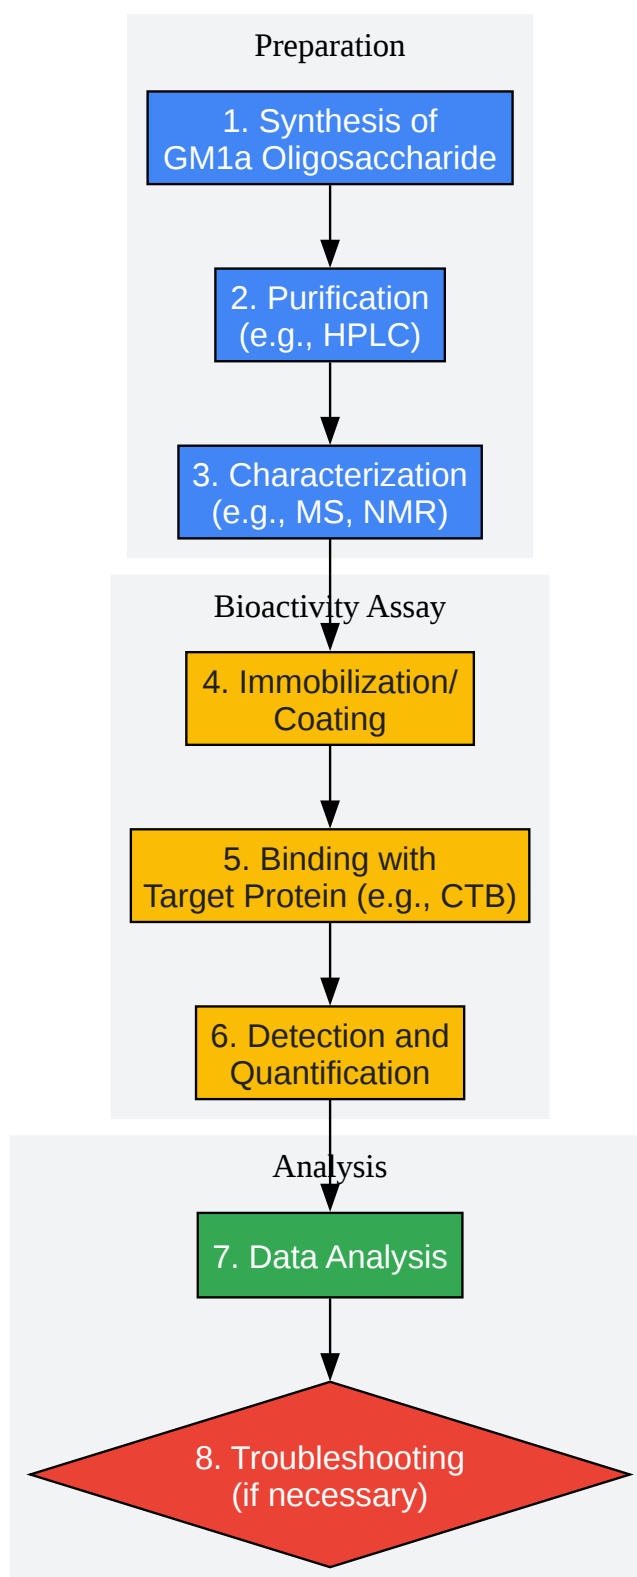 Preparation
1. Synthesis of
GM1a Oligosaccharide
2. Purification
(e.g., HPLC)
3. Characterization
(e.g., MS, NMR)
Bioactivity Assay
4. Immobilization/
Coating
5. Binding with
Target Protein (e.g., CTB)
6. Detection and
Quantification
Analysis
7. Data Analysis
8. Troubleshooting
(if necessary)